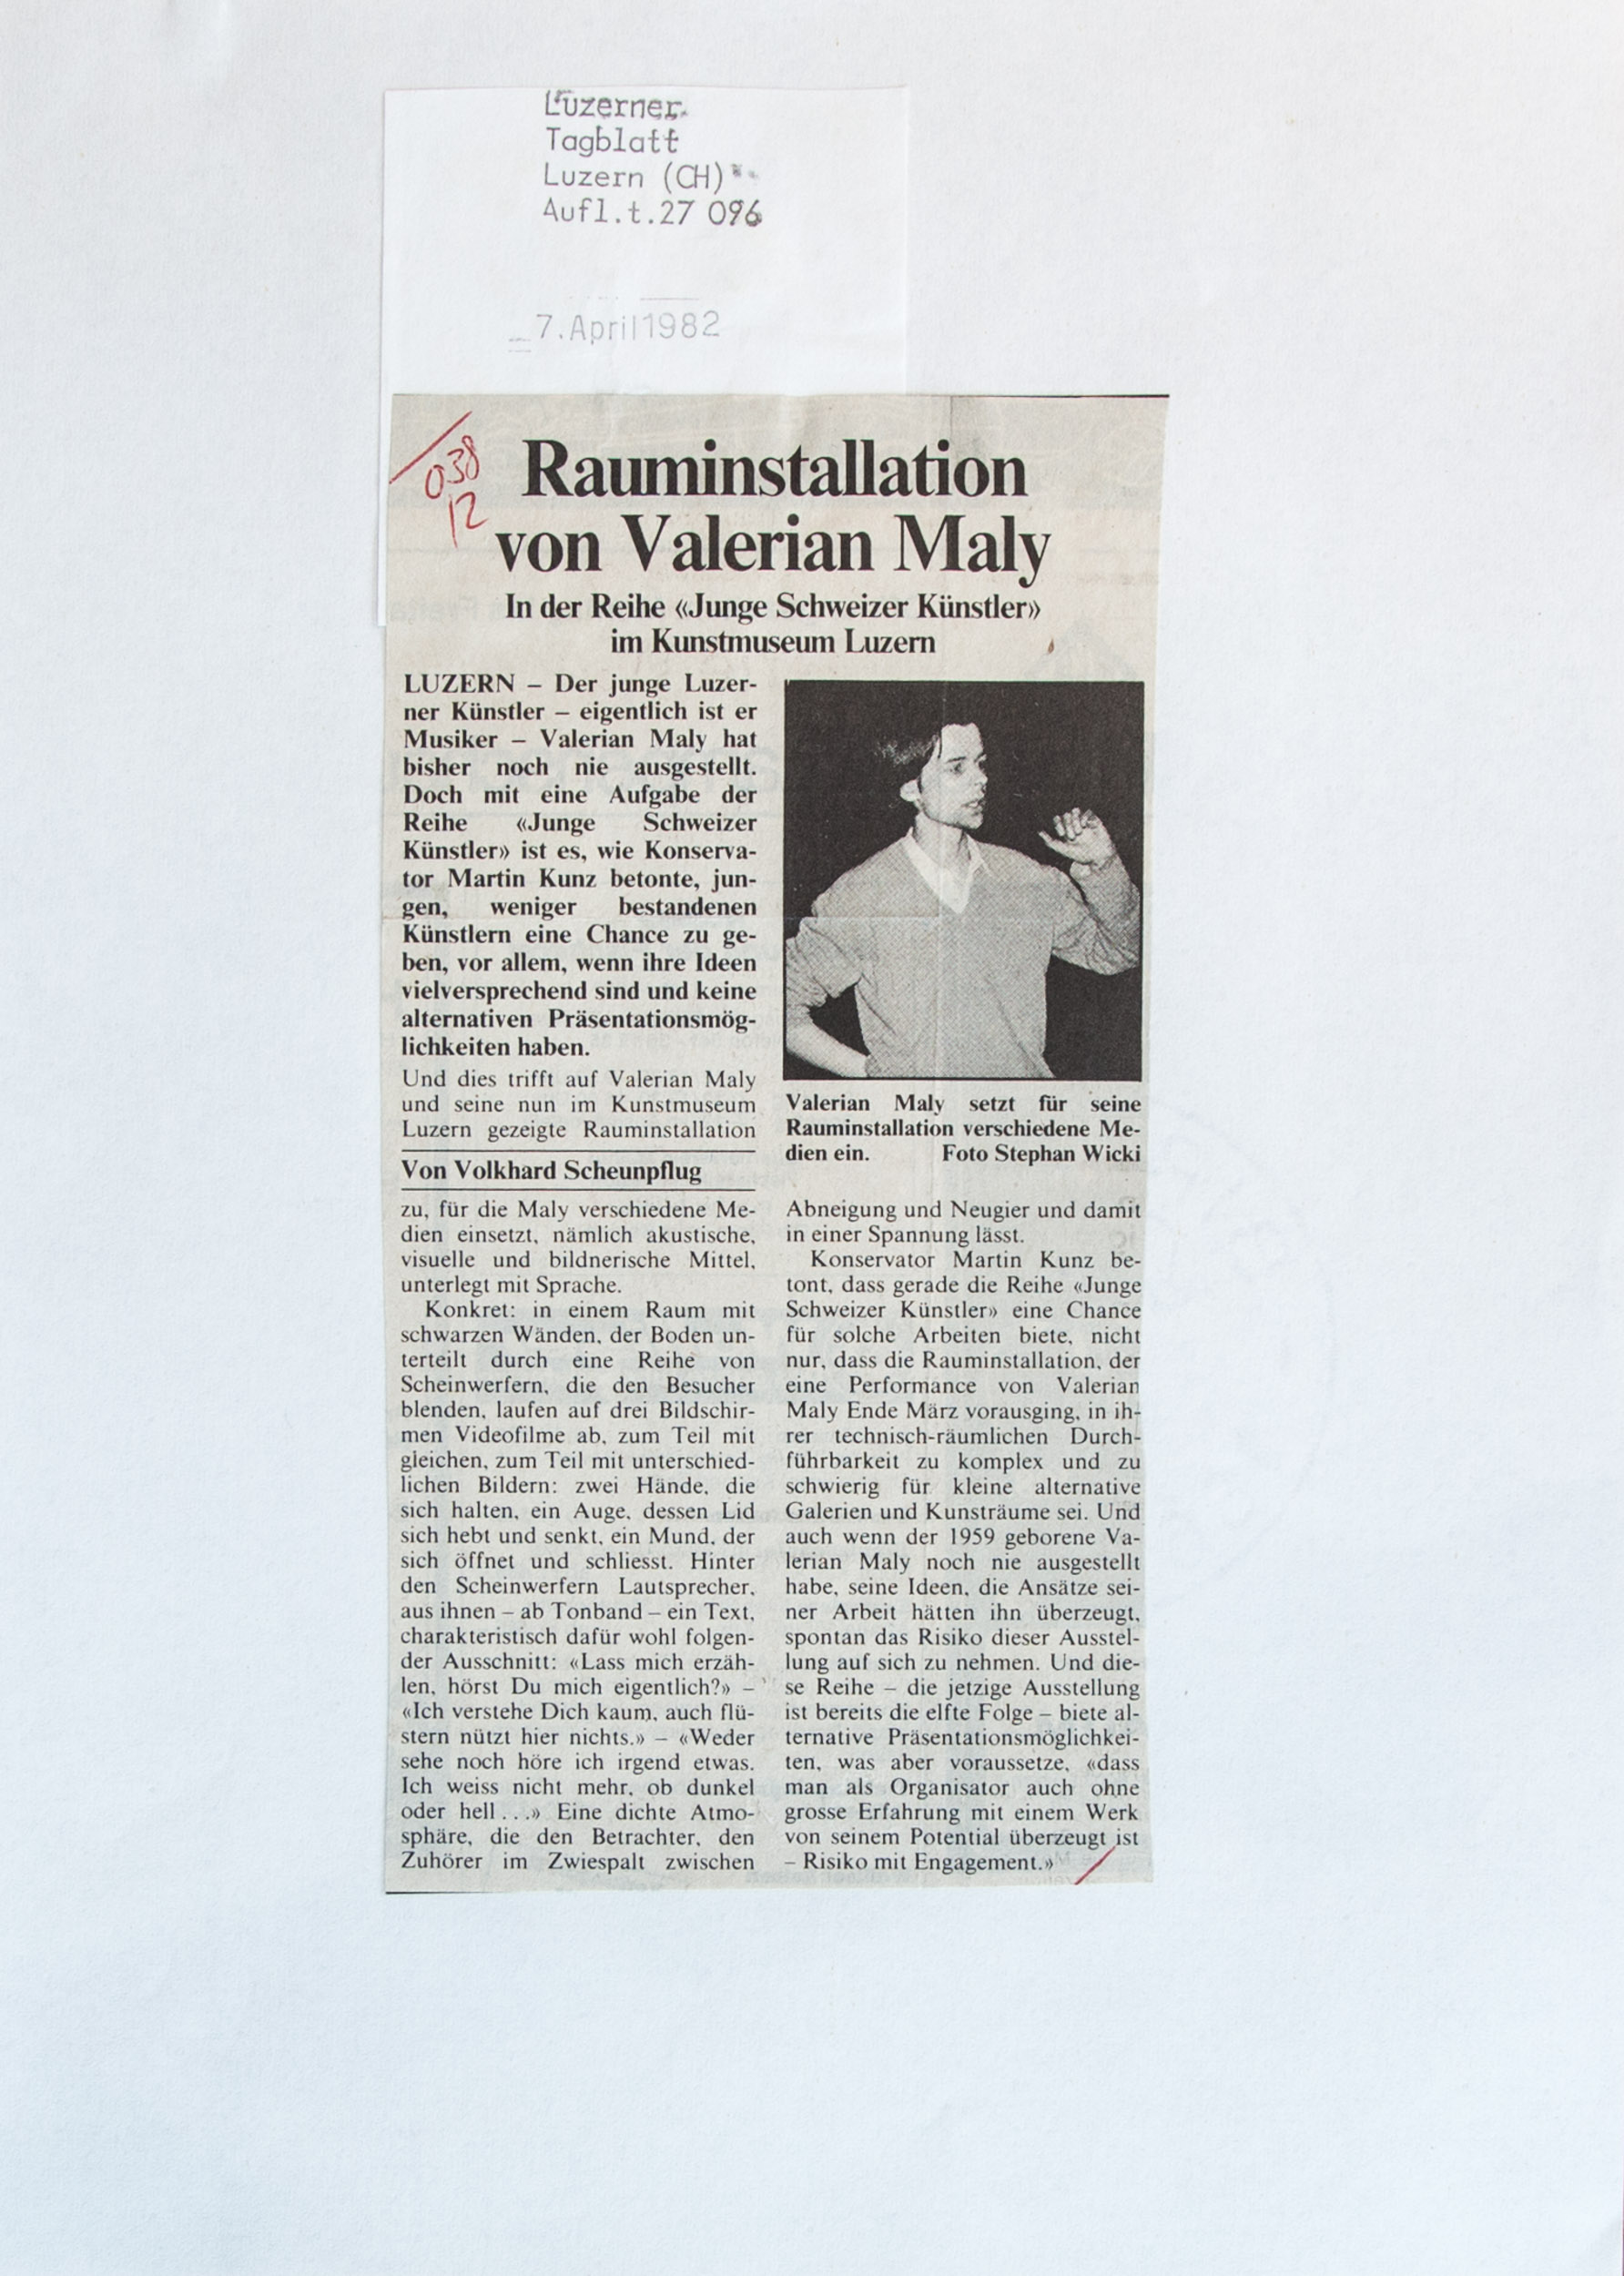 Luzerner
Tagblatt
Luzern (CH)
Aufl.t.27 096
7. April 1982
038
12
Rauminstallation
von Valerian Maly
In der Reihe «Junge Schweizer Künstler»
im Kunstmuseum Luzern
LUZERN – Der junge Luzer-
ner Künstler – eigentlich ist er
Musiker – Valerian Maly hat
bisher noch nie ausgestellt.
Doch mit eine Aufgabe der
Reihe «Junge Schweizer
Künstler» ist es, wie Konserva-
tor Martin Kunz betonte, jun-
gen, weniger bestandenen
Künstlern eine Chance zu ge-
ben, vor allem, wenn ihre Ideen
vielversprechend sind und keine
alternativen Präsentationsmög-
lichkeiten haben.
Und dies trifft auf Valerian Maly
und seine nun im Kunstmuseum
Luzern gezeigte Rauminstallation
Von Volkhard Scheunpflug
zu, für die Maly verschiedene Me-
dien einsetzt, nämlich akustische,
visuelle und bildnerische Mittel,
unterlegt mit Sprache.
Konkret: in einem Raum mit
schwarzen Wänden, der Boden un-
terteilt durch eine Reihe von
Scheinwerfern, die den Besucher
blenden, laufen auf drei Bildschir-
men Videofilme ab, zum Teil mit
gleichen, zum Teil mit unterschied-
lichen Bildern: zwei Hände, die
sich halten, ein Auge, dessen Lid
sich hebt und senkt, ein Mund, der
sich öffnet und schliesst. Hinter
den Scheinwerfern Lautsprecher,
aus ihnen – ab Tonband – ein Text,
charakteristisch dafür wohl folgen-
der Ausschnitt: «Lass mich erzäh-
len, hörst Du mich eigentlich?» –
«Ich verstehe Dich kaum, auch flü-
stern nützt hier nichts.» – «Weder
sehe noch höre ich irgend etwas.
Ich weiss nicht mehr, ob dunkel
oder hell . . .» Eine dichte Atmo-
sphäre, die den Betrachter, den
Zuhörer im Zwiespalt zwischen
Valerian Maly setzt für seine
Rauminstallation verschiedene Me-
dien ein. Foto Stephan Wicki
Abneigung und Neugier und damit
in einer Spannung lässt.
Konservator Martin Kunz be-
tont, dass gerade die Reihe «Junge
Schweizer Künstler» eine Chance
für solche Arbeiten biete, nicht
nur, dass die Rauminstallation, der
eine Performance von Valerian
Maly Ende März vorausging, in ih-
rer technisch-räumlichen Durch-
führbarkeit zu komplex und zu
schwierig für kleine alternative
Galerien und Kunsträume sei. Und
auch wenn der 1959 geborene Va-
lerian Maly noch nie ausgestellt
habe, seine Ideen, die Ansätze sei-
ner Arbeit hätten ihn überzeugt,
spontan das Risiko dieser Ausstel-
lung auf sich zu nehmen. Und die-
se Reihe – die jetzige Ausstellung
ist bereits die elfte Folge – biete al-
ternative Präsentationsmöglichkei-
ten, was aber voraussetze, «dass
man als Organisator auch ohne
grosse Erfahrung mit einem Werk
von seinem Potential überzeugt ist
– Risiko mit Engagement.»